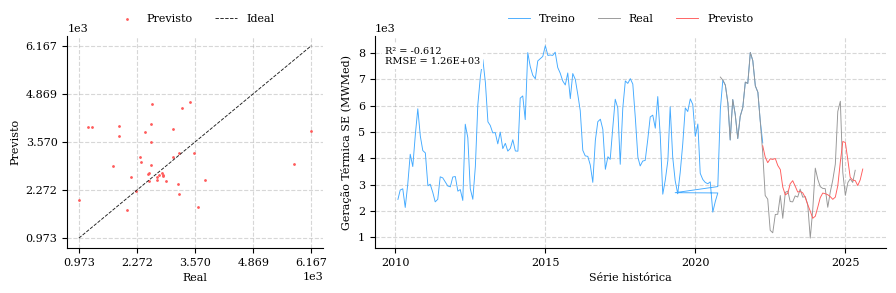 Previsto Ideal
1e3
6.167
4.869
3.570
2.272
0.973
Previsto
0.973 2.272 3.570 4.869 6.167
1e3
Real
Treino Real Previsto
1e3
R² = -0.612
RMSE = 1.26E+03
8
7
6
5
4
3
2
1
Geração Térmica SE (MWMed)
2010 2015 2020 2025
Série histórica